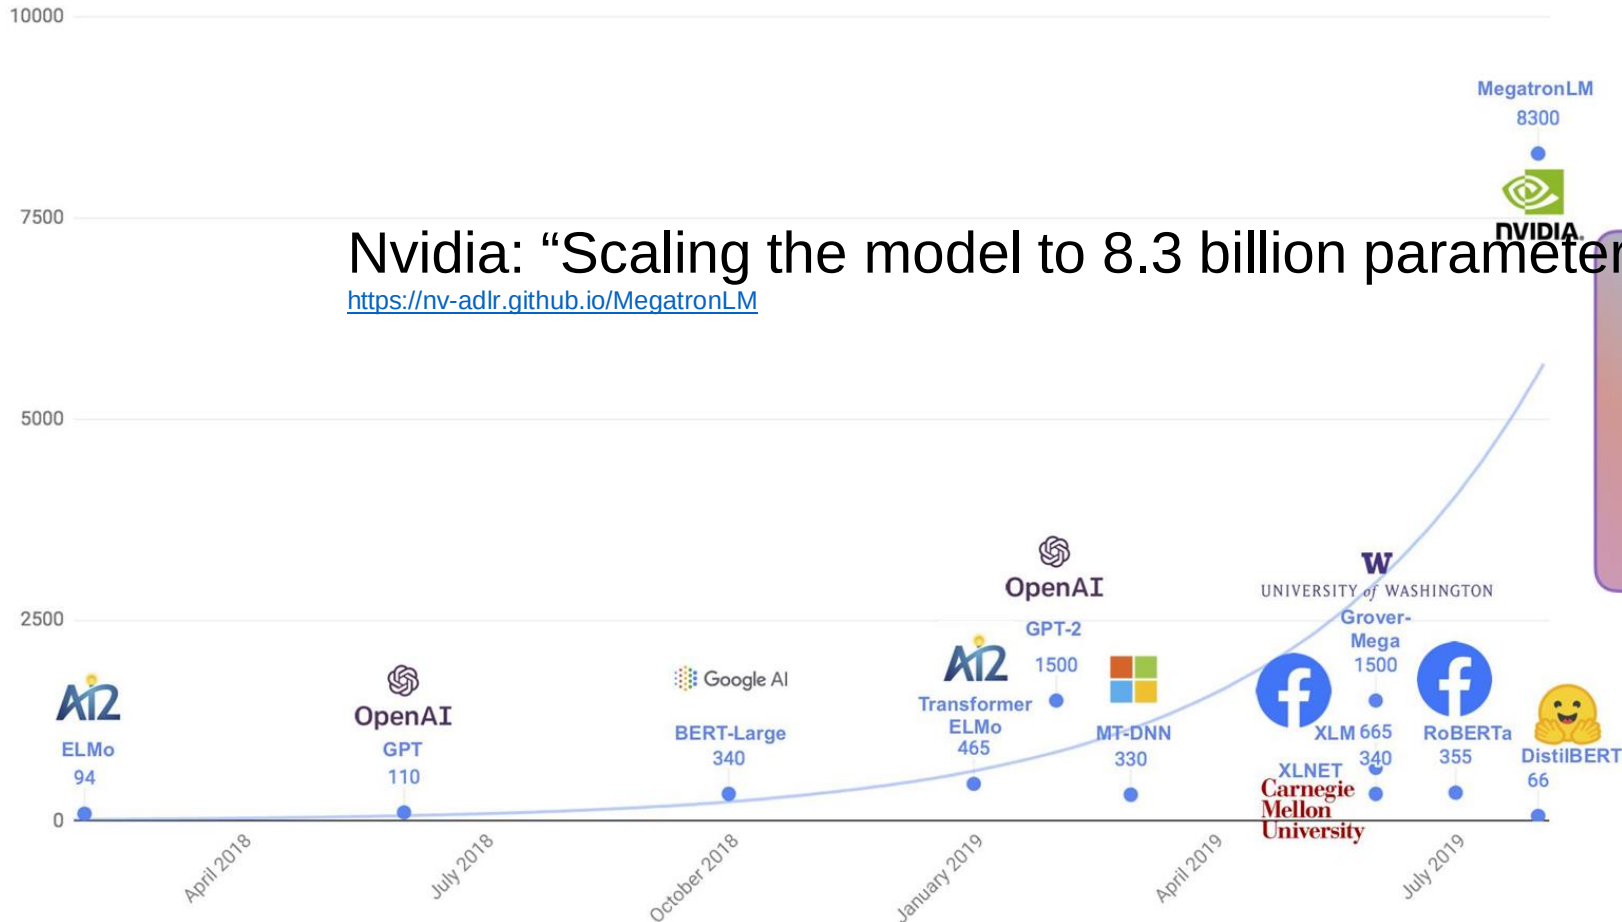 10000
MegatronLM
8300
7500
NVIDIA.
Nvidia: “Scaling the model to 8.3 billion parameter
https://nv-adlr.github.io/MegatronLM
5000
OpenAI
W
UNIVERSITY of WASHINGTON
2500
GPT-2
1500
Grover-
Mega
1500
AI2
ELMo
94
OpenAI
GPT
110
Google AI
BERT-Large
340
AI2
Transformer
ELMo
465
MT-DNN
330
XLM 665
XLNET 340
Carnegie
Mellon
University
RoBERTa
355
DistilBERT
66
0
April 2018
July 2018
October 2018
January 2019
April 2019
July 2019